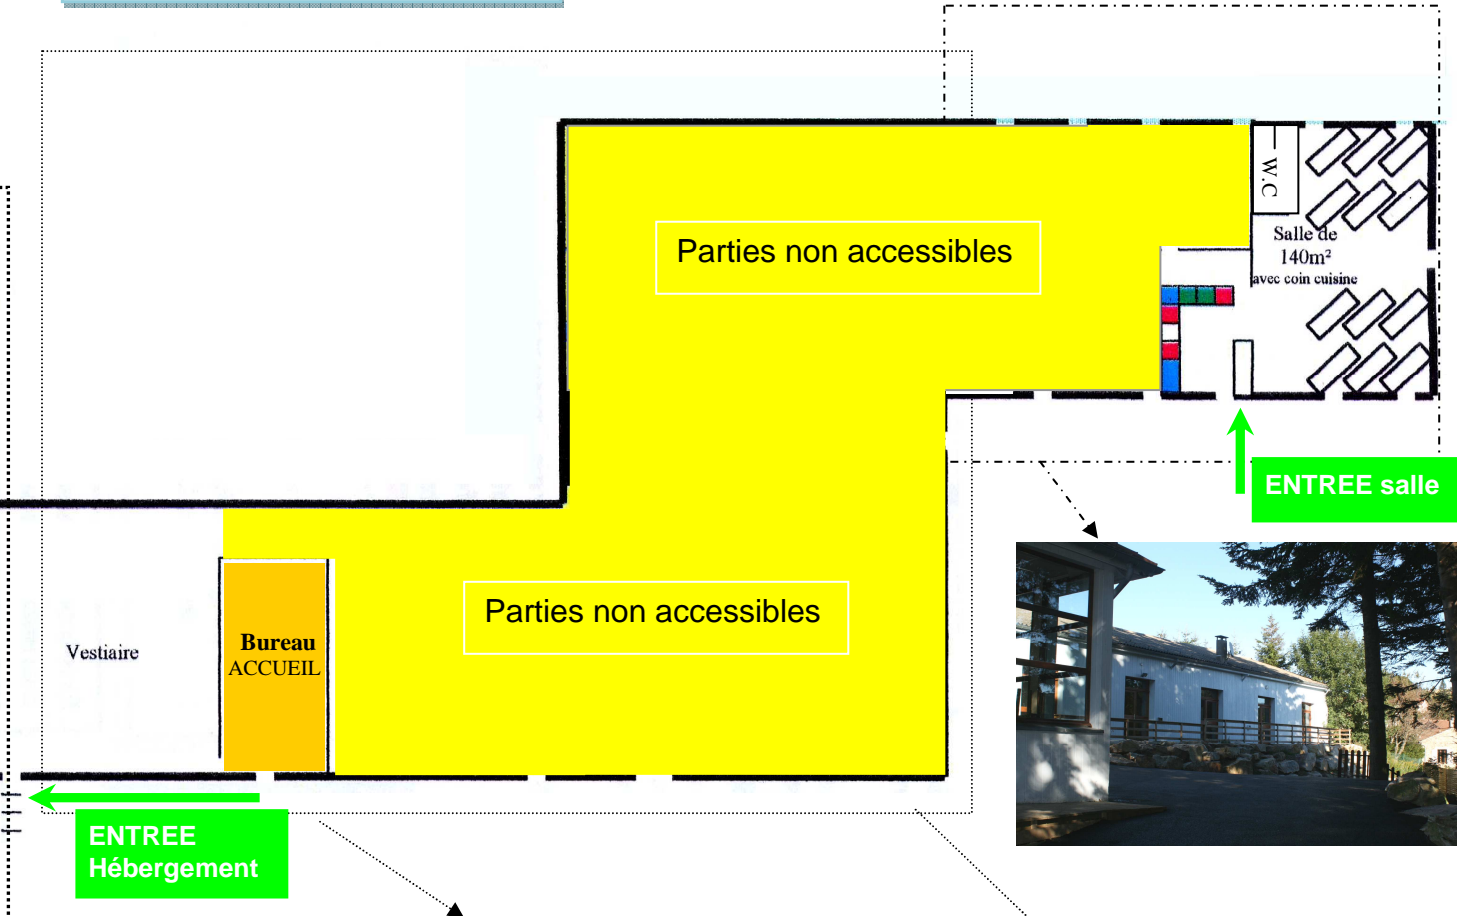 W.C
Parties non accessibles
Salle de
140m²
avec coin cuisine
ENTREE salle
Parties non accessibles
Vestiaire
Bureau
ACCUEIL
ENTREE
Hébergement